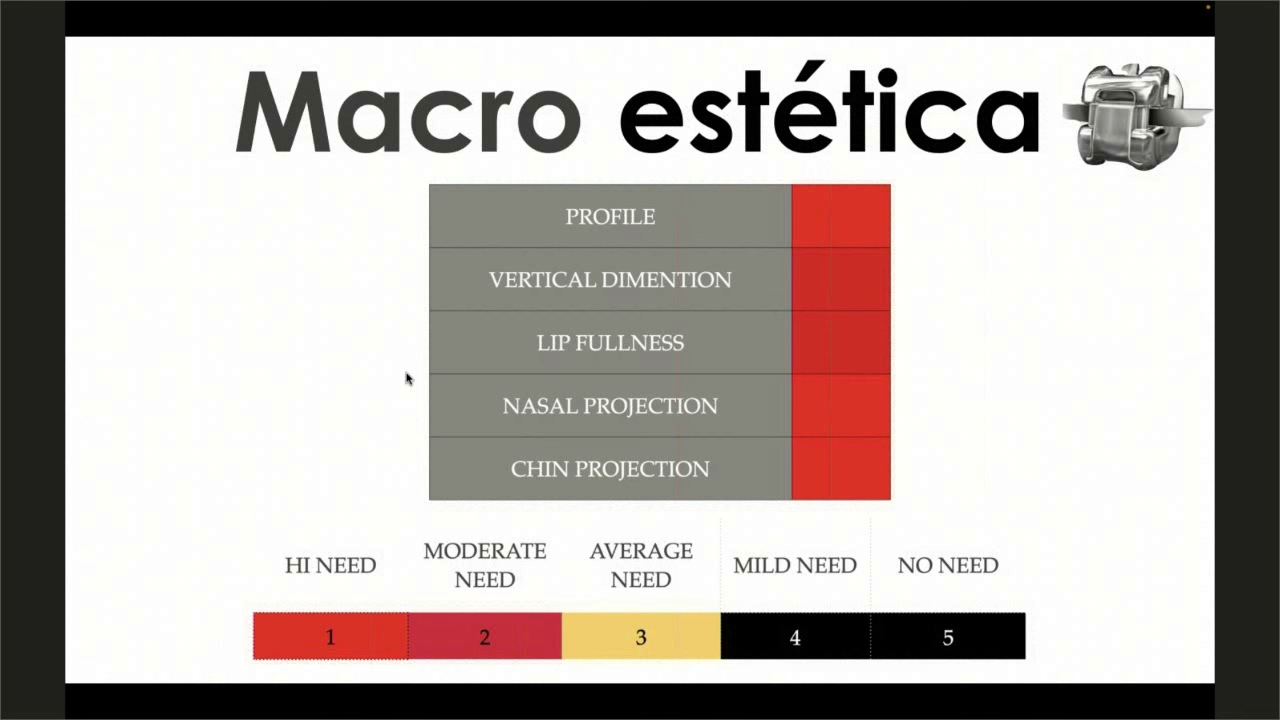 Macro estética
PROFILE
VERTICAL DIMENTION
LIP FULLNESS
NASAL PROJECTION
CHIN PROJECTION
HI NEED
MODERATE
NEED
AVERAGE
NEED
MILD NEED
NO NEED
1
2
3
4
5